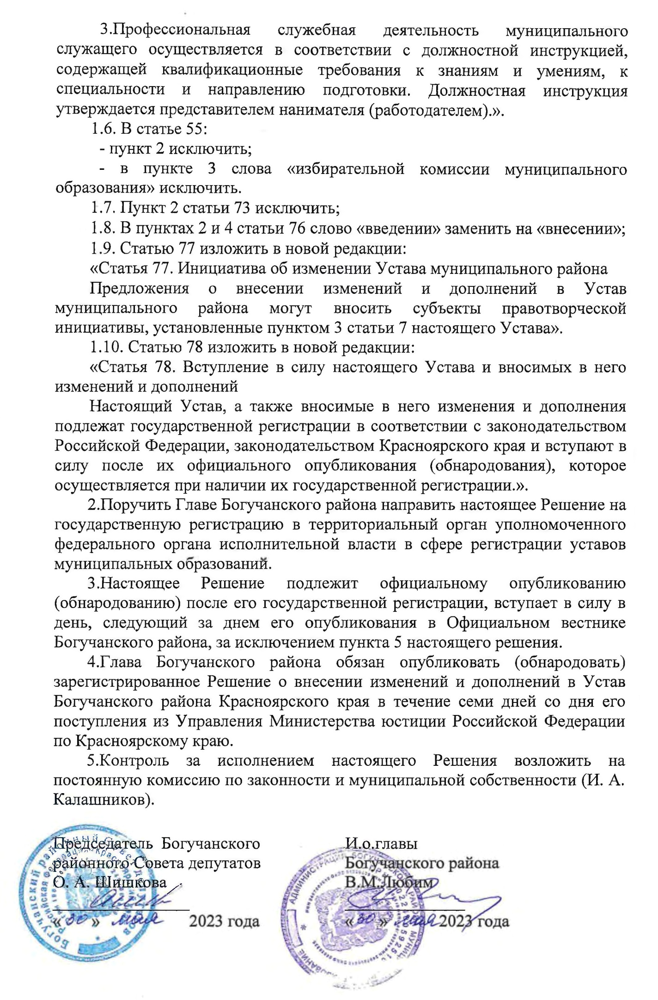 3.Профессиональная служебная деятельность муниципального
служащего осуществляется в соответствии с должностной инструкцией,
содержащей квалификационные требования к знаниям и умениям, к
специальности и направлению подготовки. Должностная инструкция
утверждается представителем нанимателя (работодателем).».
1.6. В статье 55:
- пункт 2 исключить;
- в пункте 3 слова «избирательной комиссии муниципального
образования» исключить.
1.7. Пункт 2 статьи 73 исключить;
1.8. В пунктах 2 и 4 статьи 76 слово «введении» заменить на «внесении»;
1.9. Статью 77 изложить в новой редакции:
«Статья 77. Инициатива об изменении Устава муниципального района
Предложения о внесении изменений и дополнений в Устав
муниципального района могут вносить субъекты правотворческой
инициативы, установленные пунктом 3 статьи 7 настоящего Устава».
1.10. Статью 78 изложить в новой редакции:
«Статья 78. Вступление в силу настоящего Устава и вносимых в него
изменений и дополнений
Настоящий Устав, а также вносимые в него изменения и дополнения
подлежат государственной регистрации в соответствии с законодательством
Российской Федерации, законодательством Красноярского края и вступают в
силу после их официального опубликования (обнародования), которое
осуществляется при наличии их государственной регистрации.».
2.Поручить Главе Богучанского района направить настоящее Решение на
государственную регистрацию в территориальный орган уполномоченного
федерального органа исполнительной власти в сфере регистрации уставов
муниципальных образований.
3.Настоящее Решение подлежит официальному опубликованию
(обнародованию) после его государственной регистрации, вступает в силу в
день, следующий за днем его опубликования в Официальном вестнике
Богучанского района, за исключением пункта 5 настоящего решения.
4.Глава Богучанского района обязан опубликовать (обнародовать)
зарегистрированное Решение о внесении изменений и дополнений в Устав
Богучанского района Красноярского края в течение семи дней со дня его
поступления из Управления Министерства юстиции Российской Федерации
по Красноярскому краю.
5.Контроль за исполнением настоящего Решения возложить на
постоянную комиссию по законности и муниципальной собственности (И. А.
Калашников).
Председатель Богучанского
районного Совета депутатов
О. А. Шишкова
«30» мая 2023 года
И.о.главы
Богучанского района
В.М.Любим
«30» мая 2023 года